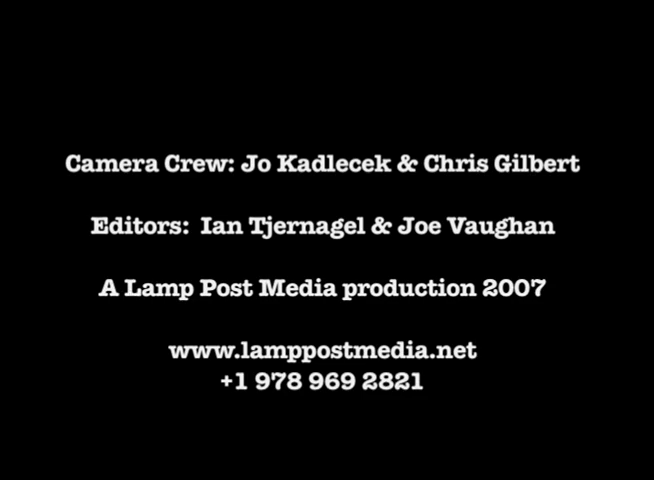 Camera Crew: Jo Kadlecek & Chris Gilbert
Editors: Ian Tjernagel & Joe Vaughan
A Lamp Post Media production 2007
www.lamppostmedia.net
+1 978 969 2821